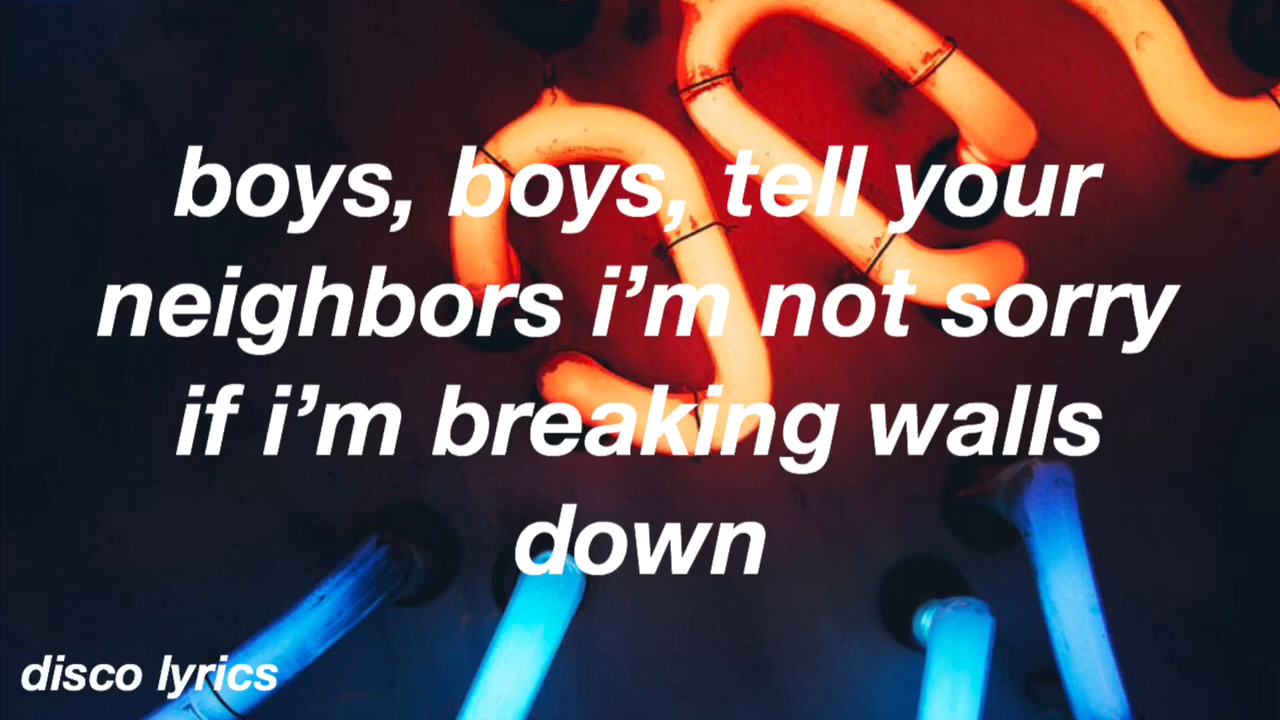 boys, boys, tell your
neighbors i’m not sorry
if i’m breaking walls
down
disco lyrics